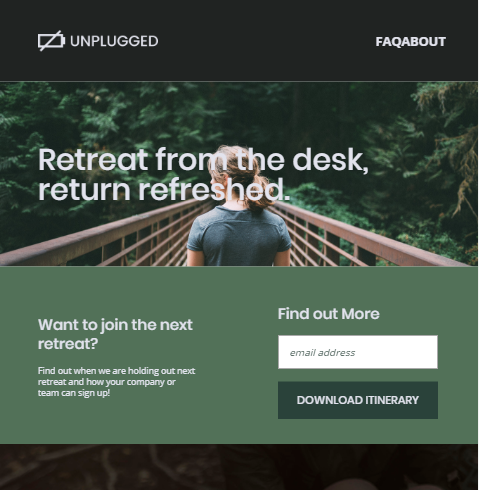 UNPLUGGED
FAQABOUT
Retreat from the desk,
return refreshed.
Want to join the next
retreat?
Find out when we are holding out next
retreat and how your company or
team can sign up!
Find out More
email address
DOWNLOAD ITINERARY